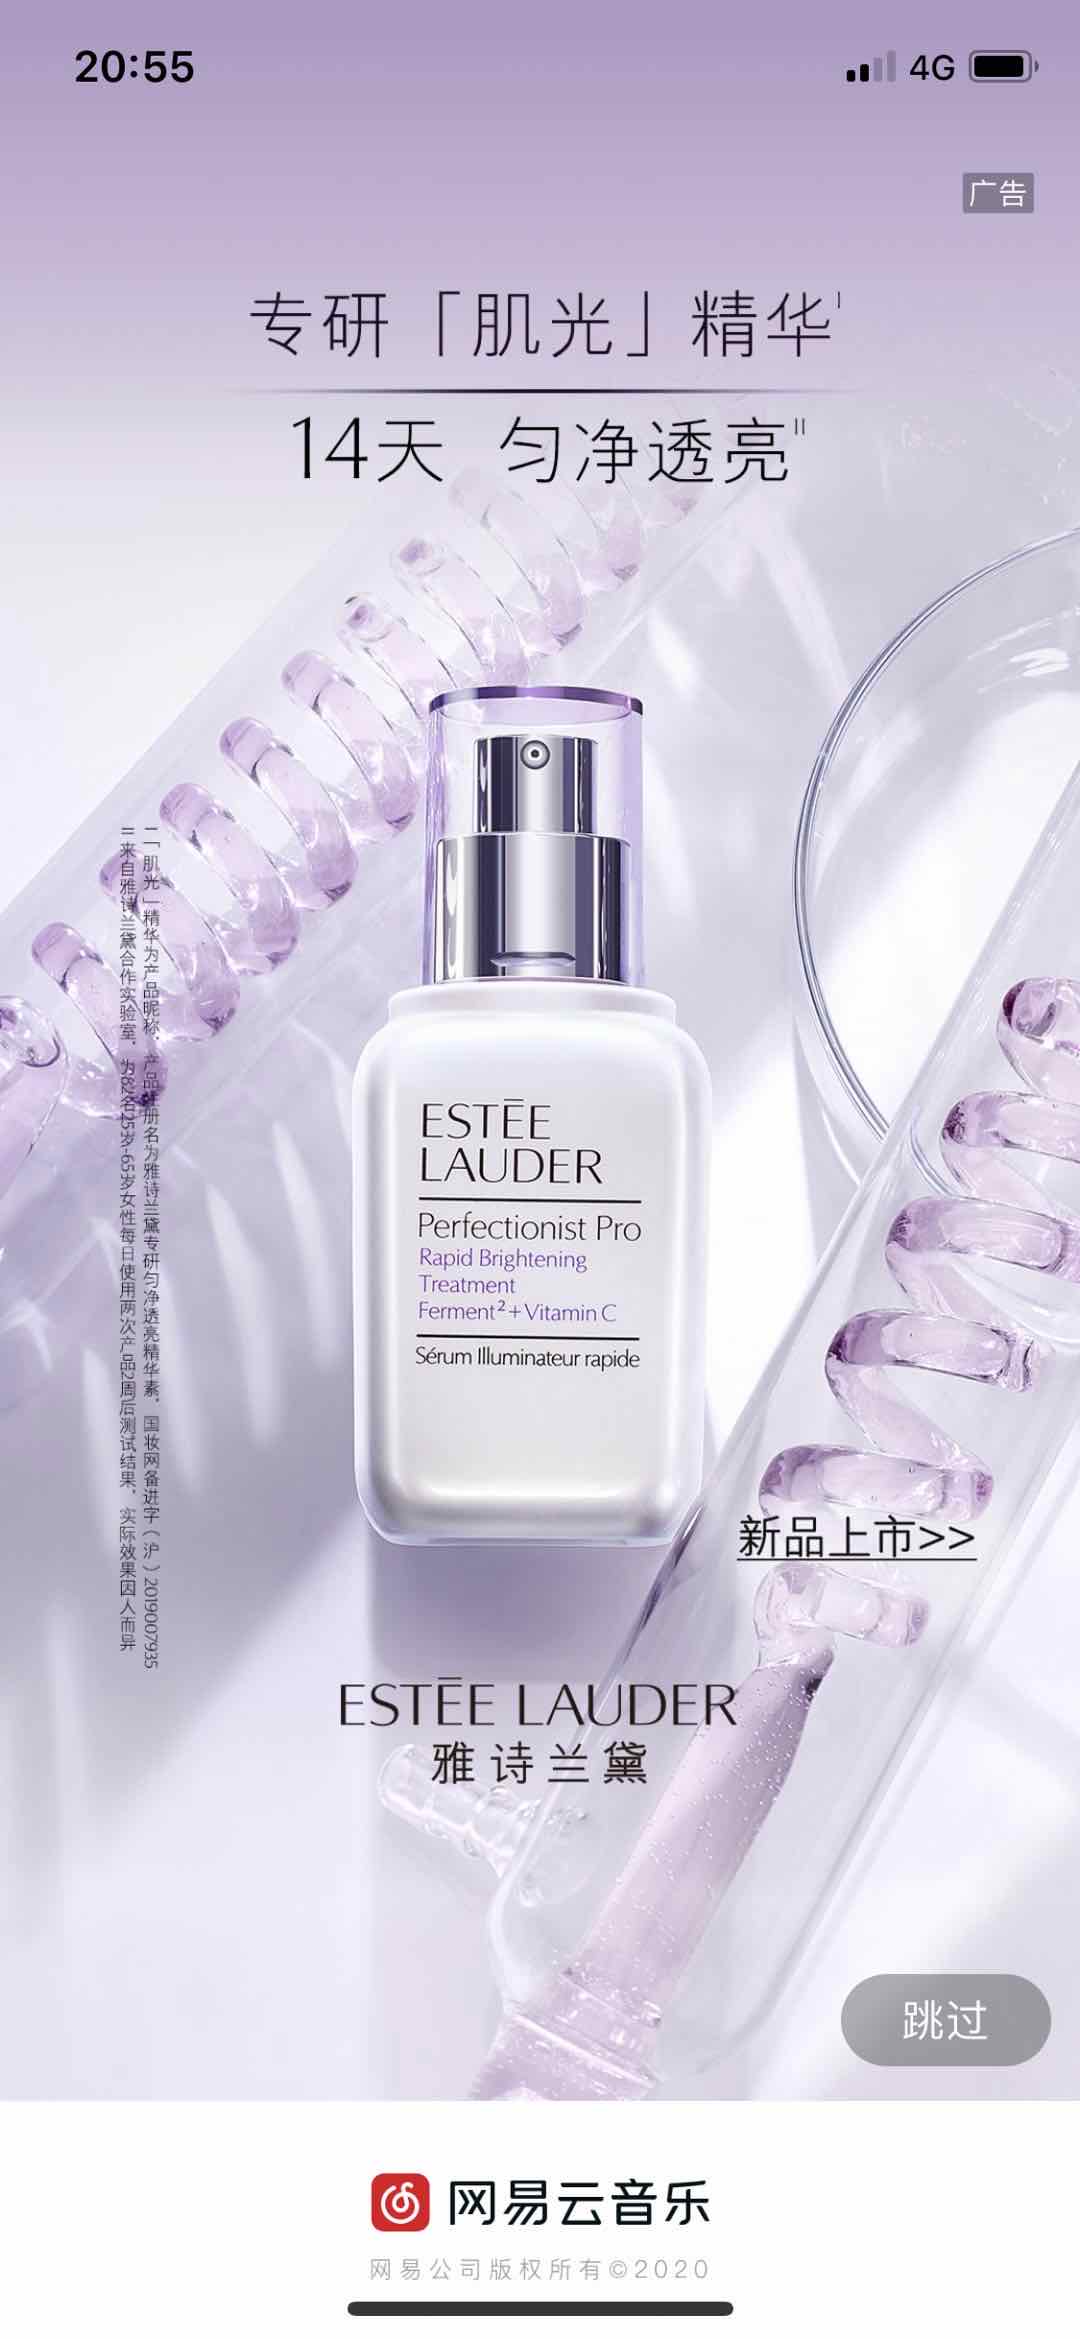 20:55
4G
广告
专研「肌光」精华I
14天 匀净透亮II
I「肌光」精华为产品昵称，产品注册名为雅诗兰黛专研匀净透亮精华素，国妆网备进字（沪）2019007935
II 来自雅诗兰黛合作实验室，为62名25岁-65岁女性每日使用两次产品2周后测试结果，实际效果因人而异
ESTĒE
LAUDER
Perfectionist Pro
Rapid Brightening
Treatment
Ferment²+Vitamin C
Sérum Illuminateur rapide
新品上市>>
ESTĒE LAUDER
雅诗兰黛
跳过
网易云音乐
网易公司版权所有©2020